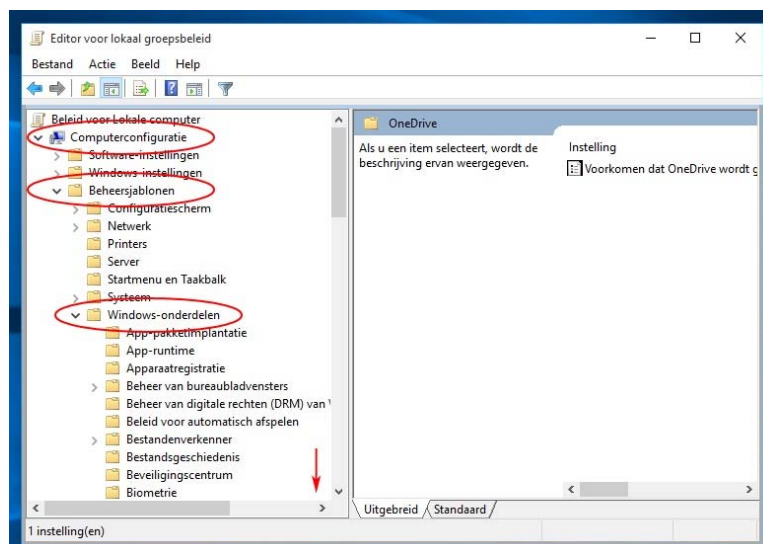 Editor voor lokaal groepsbeleid
Bestand Actie Beeld Help
Beleid voor Lokale computer
Computerconfiguratie
Software-instellingen
Windows-instellingen
Beheersjablonen
Configuratiescherm
Netwerk
Printers
Server
Startmenu en Taakbalk
Systeem
Windows-onderdelen
App-pakketimplantatie
App-runtime
Apparaatregistratie
Beheer van bureaubladvensters
Beheer van digitale rechten (DRM) van
Beleid voor automatisch afspelen
Bestandenverkenner
Bestandsgeschiedenis
Beveiligingscentrum
Biometrie
OneDrive
Als u een item selecteert, wordt de
beschrijving ervan weergegeven.
Instelling
Voorkomen dat OneDrive wordt g
Uitgebreid Standaard
1 instelling(en)